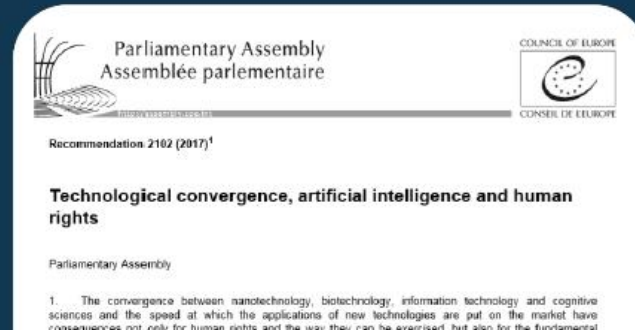 Parliamentary Assembly
Assemblée parlementaire
COUNCIL OF EUROPE
CONSEIL DE L'EUROPE
Recommendation 2102 (2017)1
Technological convergence, artificial intelligence and human
rights
Parliamentary Assembly
1. The convergence between nanotechnology, biotechnology, information technology and cognitive
sciences and the speed at which the applications of new technologies are put on the market have
consequences not only for human rights and the way they can be exercised, but also for the fundamental